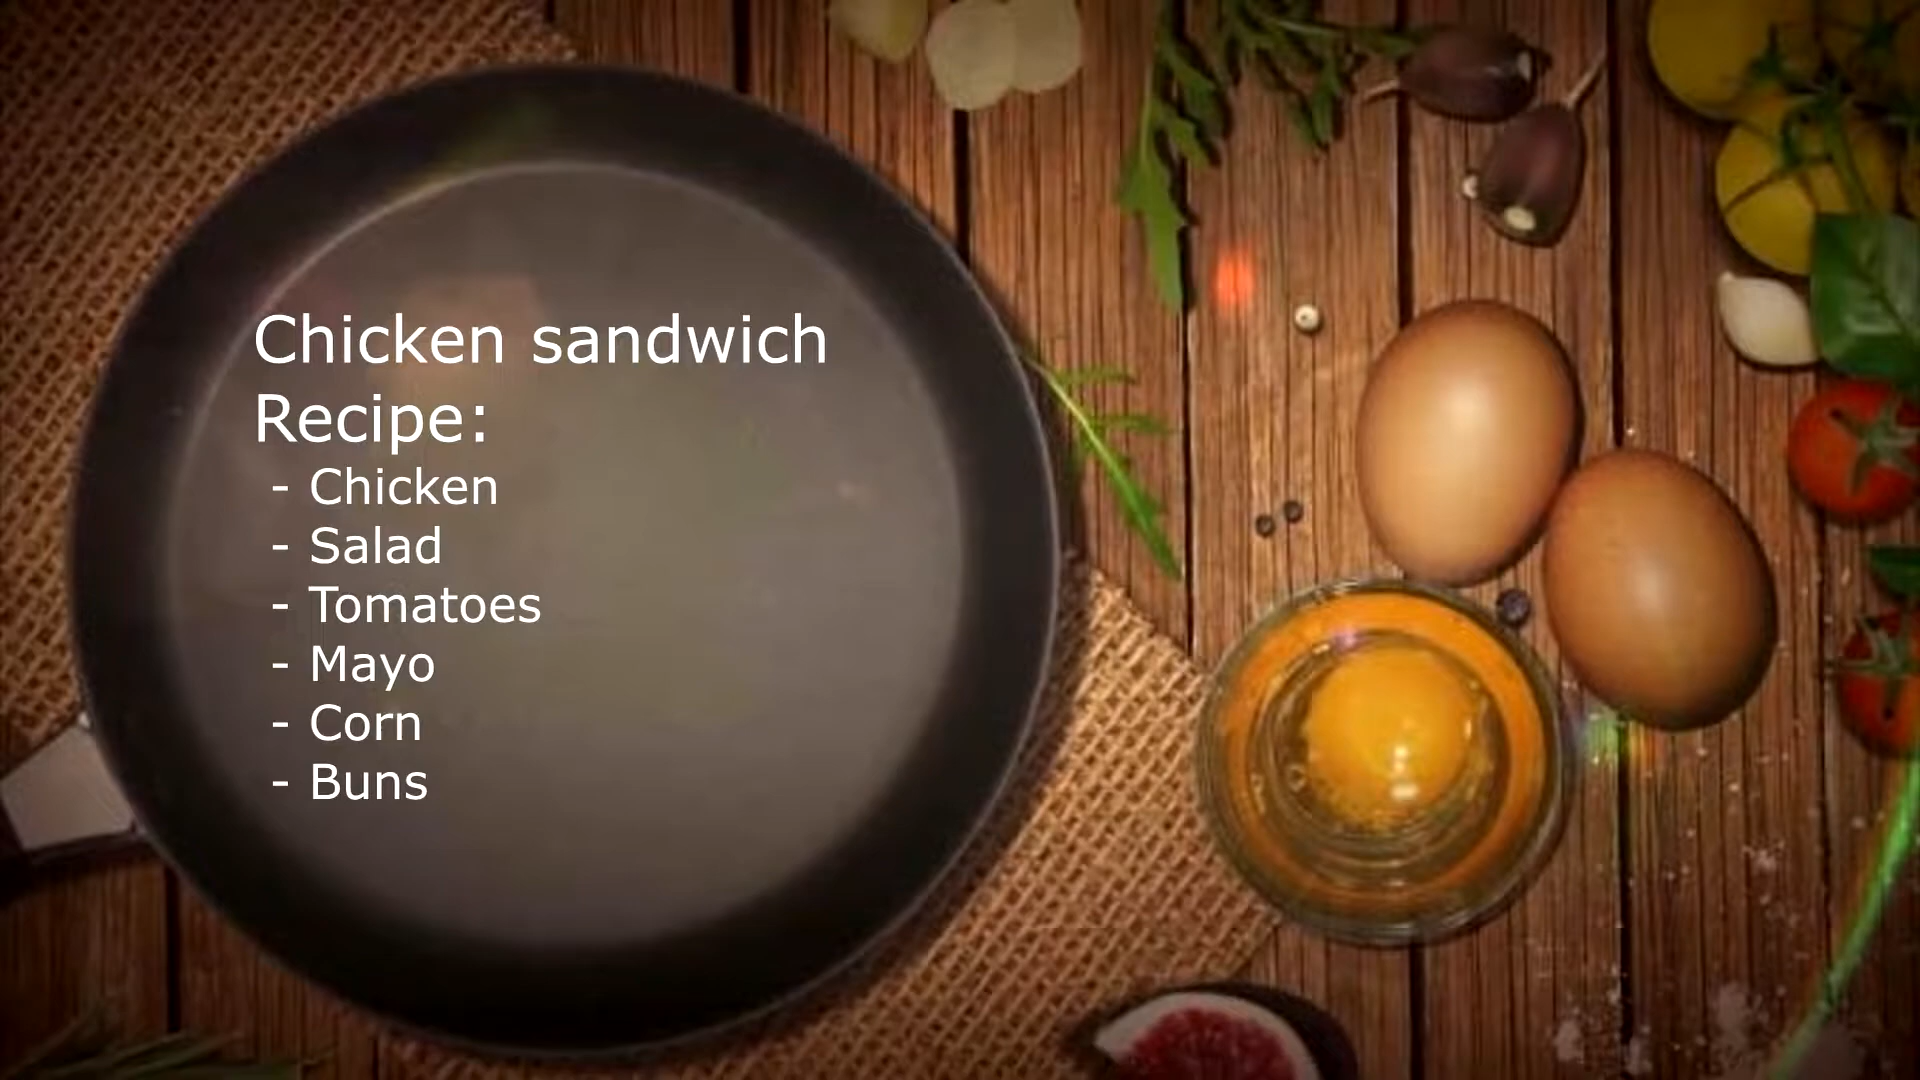 Chicken sandwich
Recipe:
- Chicken
- Salad
- Tomatoes
- Mayo
- Corn
- Buns